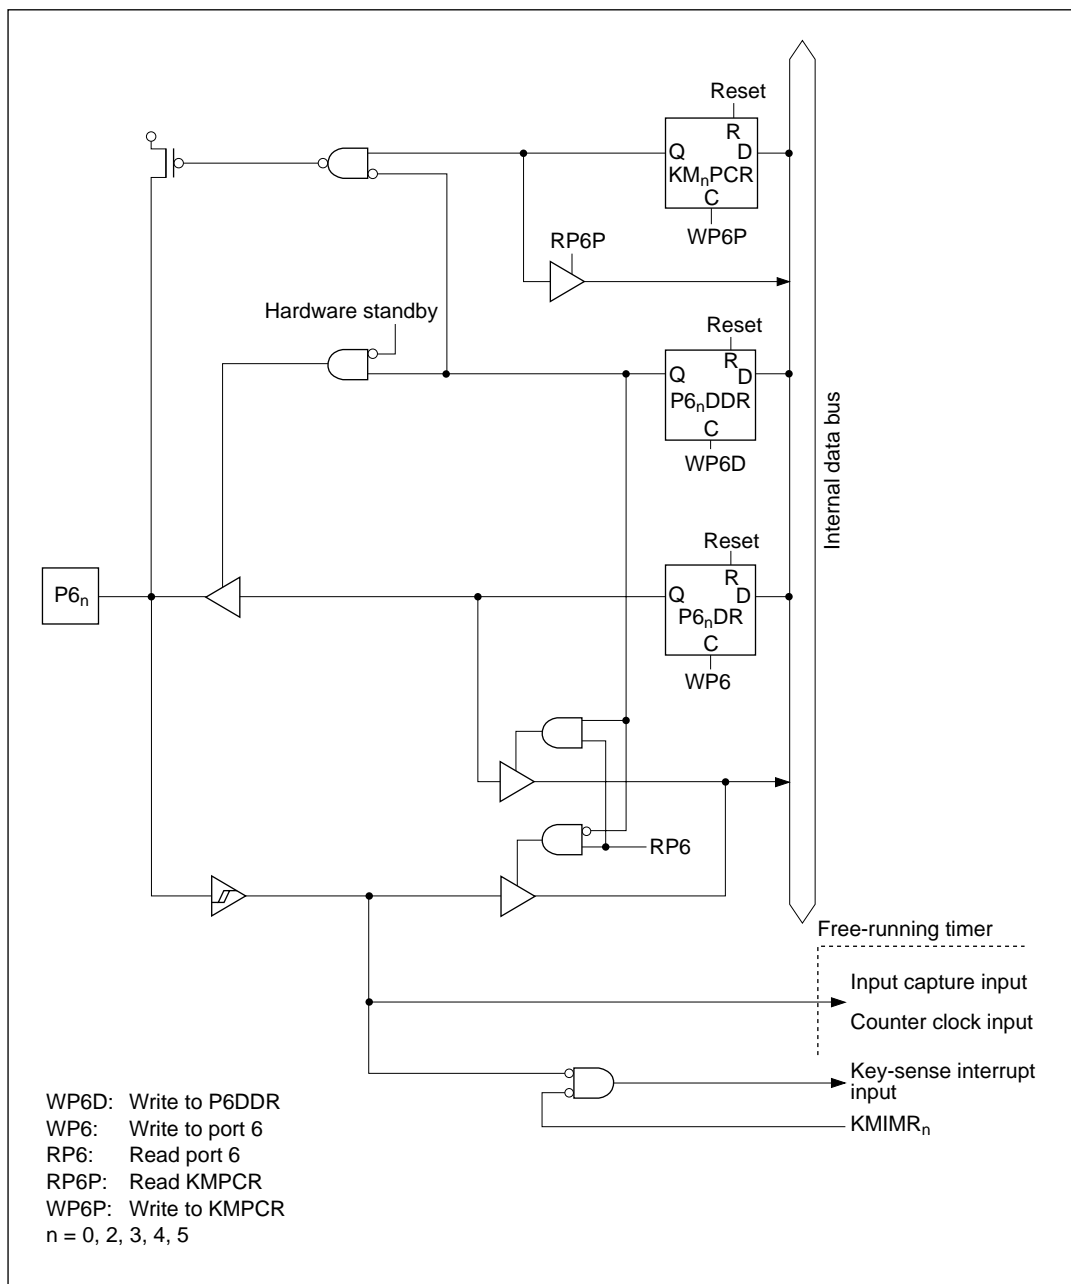 Reset
R
Q D
KMnPCR
C
WP6P
RP6P
Hardware standby
Reset
R
Q D
P6nDDR
C
WP6D
Internal data bus
Reset
R
P6n
Q D
P6nDR
C
WP6
RP6
Free-running timer
Input capture input
Counter clock input
Key-sense interrupt
input
KMIMRn
WP6D: Write to P6DDR
WP6: Write to port 6
RP6: Read port 6
RP6P: Read KMPCR
WP6P: Write to KMPCR
n = 0, 2, 3, 4, 5